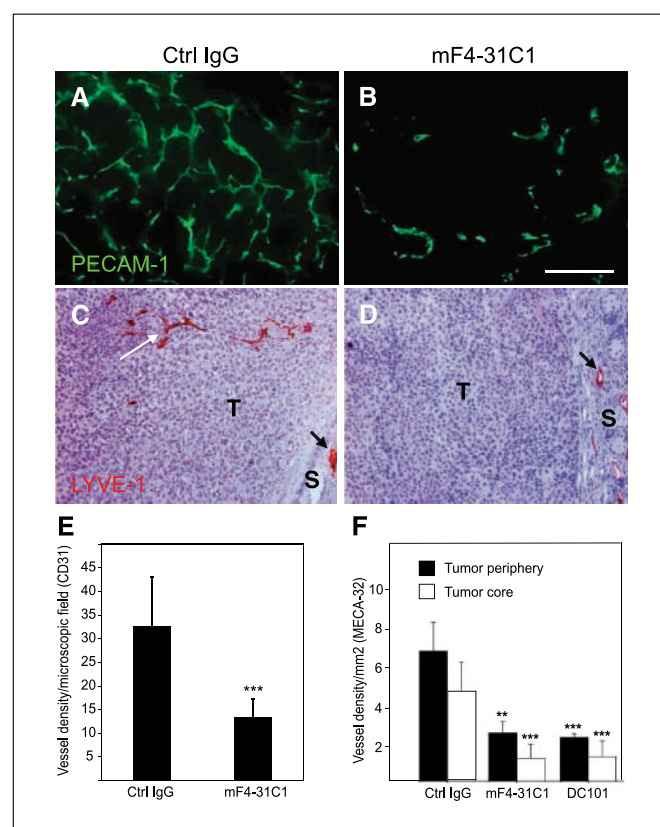 Ctrl IgG
mF4-31C1
A
B
PECAM-1
C
D
T
T
S
S
LYVE-1
E
F
Vessel density/microscopic field (CD31)
45
40
35
30
25
20
15
10
5
***
Ctrl IgG
mF4-31C1
Vessel density/mm2 (MECA-32)
10
8
6
4
2
Tumor periphery
Tumor core
**
***
***
***
Ctrl IgG
mF4-31C1
DC101